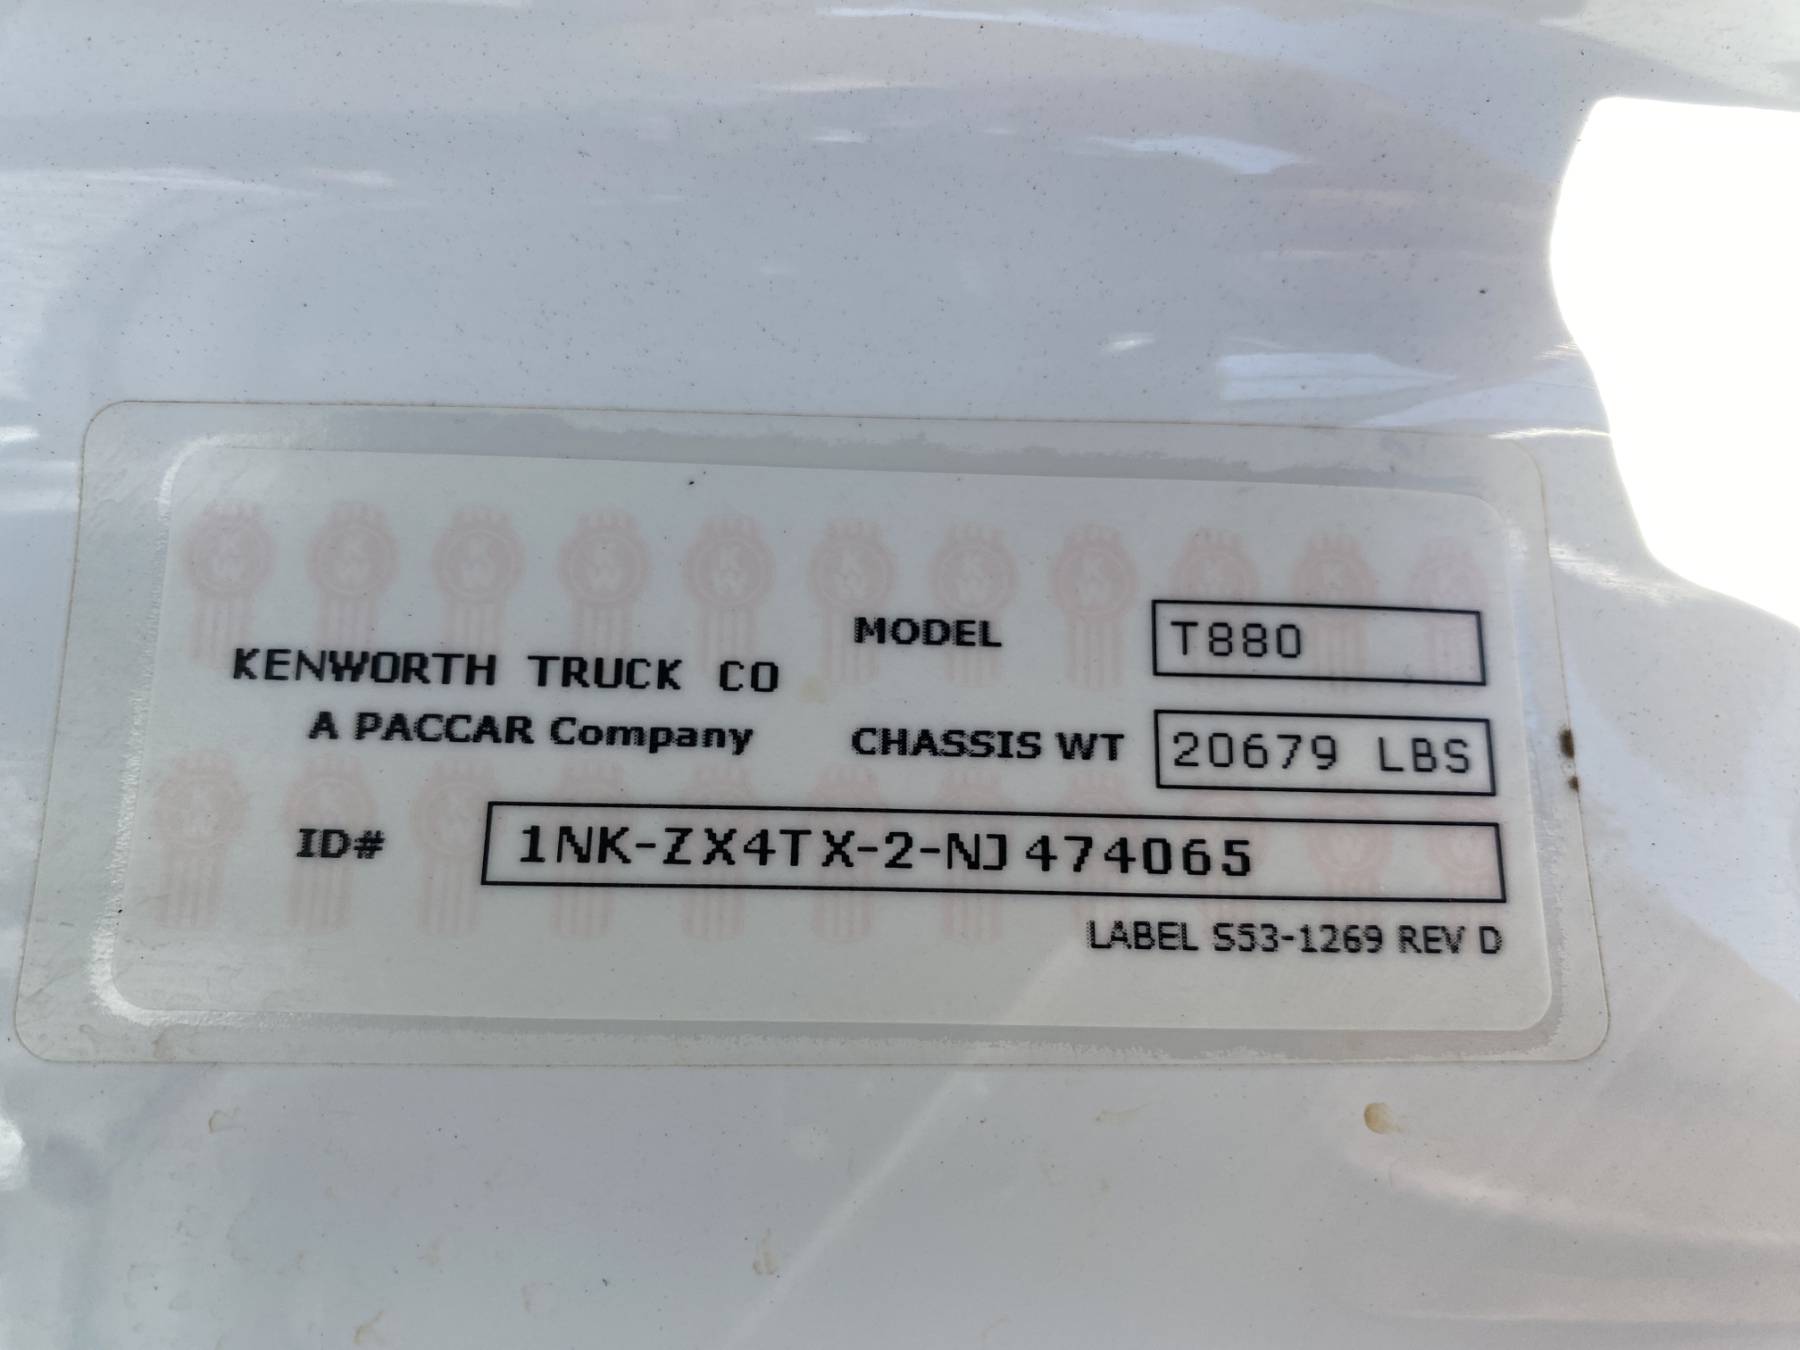 KENWORTH TRUCK CO
A PACCAR Company
MODEL T880
CHASSIS WT 20679 LBS
ID# 1NK-ZX4TX-2-NJ474065
LABEL S53-1269 REV D